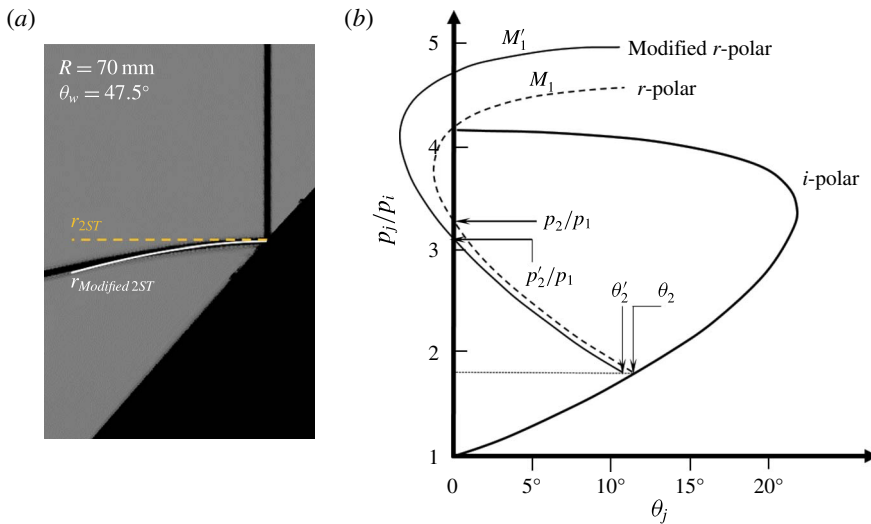 (a)
R = 70 mm
θw = 47.5°
r2ST
rModified 2ST
(b)
5
4
3
2
1
pj/pi
M′1
Modified r-polar
M1
r-polar
i-polar
p2/p1
p′2/p1
θ′2
θ2
0
5°
10°
15°
20°
θj